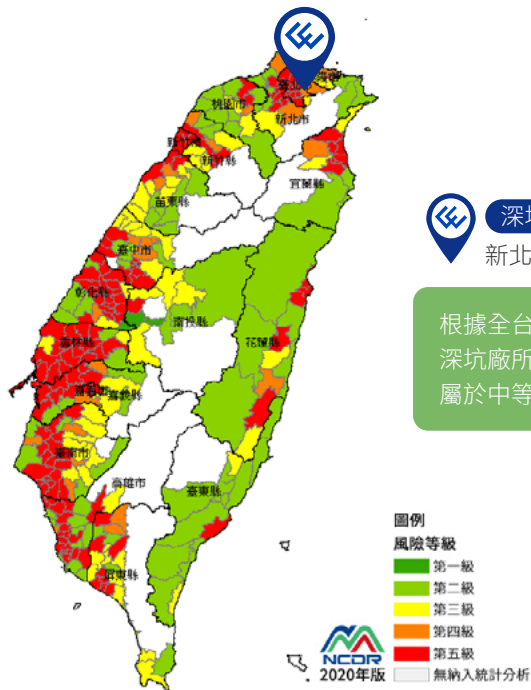 臺北市
桃園市
新北市
新竹市
新竹縣
宜蘭縣
苗栗縣
臺中市
彰化縣
南投縣
花蓮縣
雲林縣
嘉義縣
臺南市
高雄市
臺東縣
屏東縣
深坑
新北
根據全台
深坑廠所
屬於中等
圖例
風險等級
第一級
第二級
第三級
第四級
第五級
無納入統計分析
NCDR
2020年版